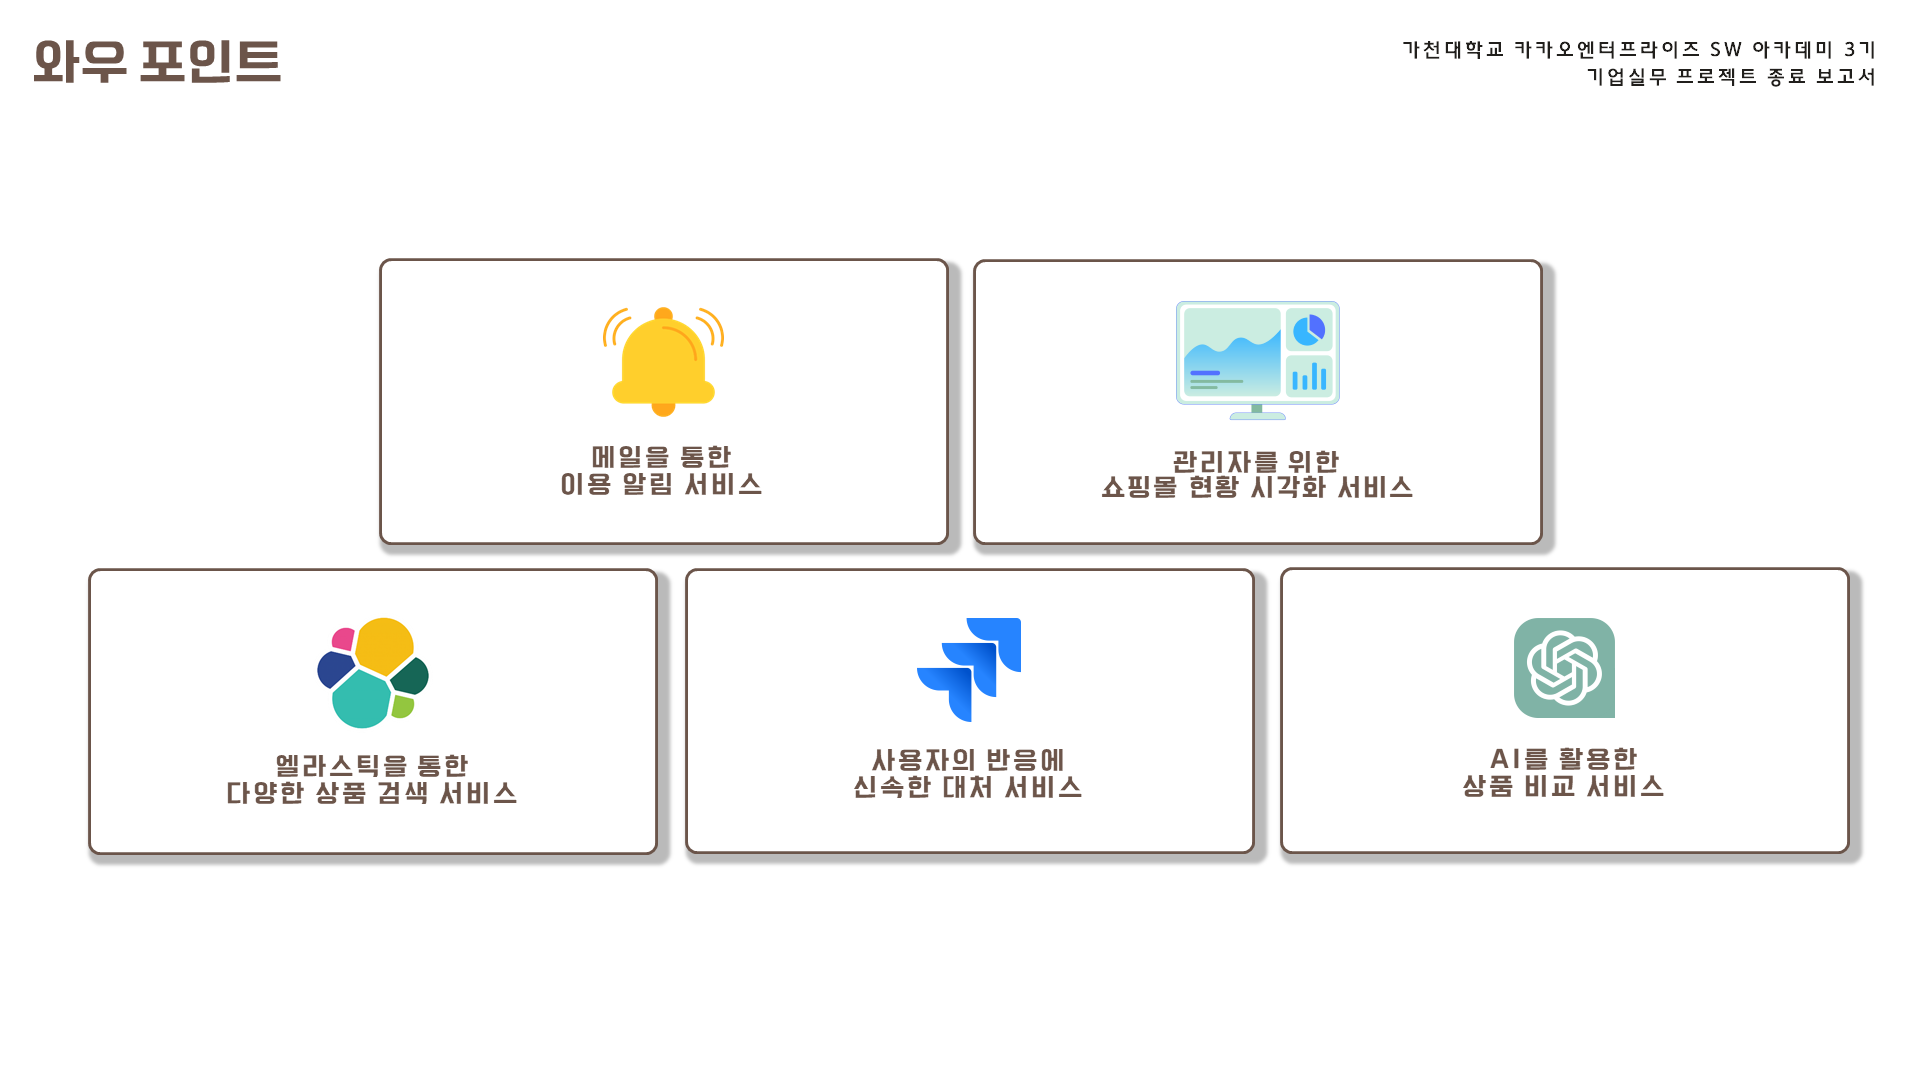 와우 포인트
가천대학교 카카오엔터프라이즈 SW 아카데미 3기
기업실무 프로젝트 종료 보고서
메일을 통한
이용 알림 서비스
관리자를 위한
쇼핑몰 현황 시각화 서비스
엘라스틱을 통한
다양한 상품 검색 서비스
사용자의 반응에
신속한 대처 서비스
AI를 활용한
상품 비교 서비스